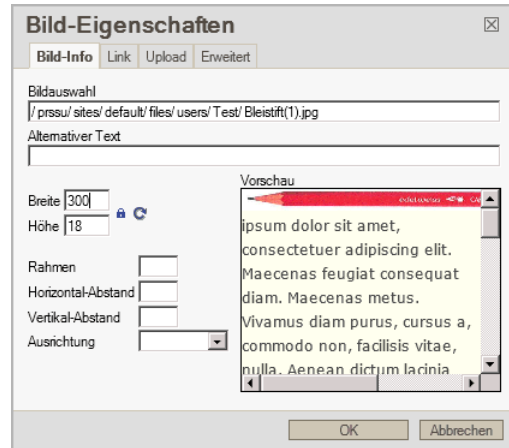 Bild-Eigenschaften
Bild-Info Link Upload Erweitert
Bildauswahl
/prssu/sites/default/files/users/Test/Bleistift(1).jpg
Alternativer Text
Vorschau
Breite 300
Höhe 18
Rahmen
Horizontal-Abstand
Vertikal-Abstand
Ausrichtung
ipsum dolor sit amet,
consectetuer adipiscing elit.
Maecenas feugiat consequat
diam. Maecenas metus.
Vivamus diam purus, cursus a,
commodo non, facilisis vitae,
nulla. Aenean dictum lacinia
OK Abbrechen